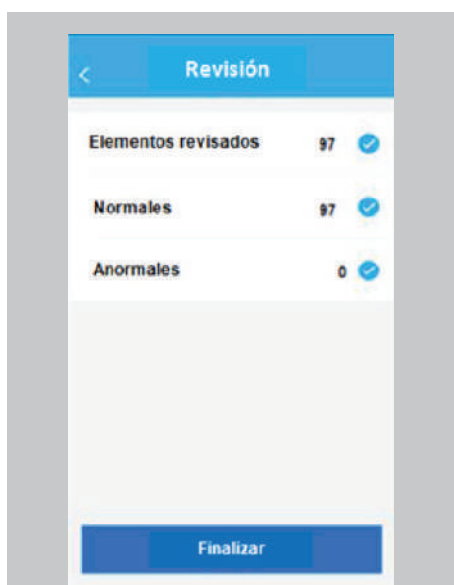 Revisión
Elementos revisados 97
Normales 97
Anormales 0
Finalizar